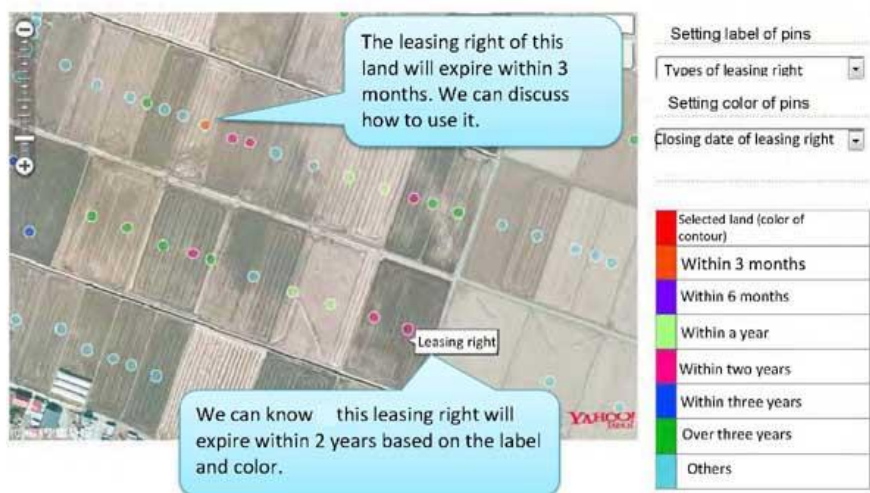 The leasing right of this
land will expire within 3
months. We can discuss
how to use it.
Leasing right
We can know this leasing right will
expire within 2 years based on the label
and color.
YAHOO!
JAPAN
Setting label of pins
Types of leasing right
Setting color of pins
Closing date of leasing right
Selected land (color of
contour)
Within 3 months
Within 6 months
Within a year
Within two years
Within three years
Over three years
Others